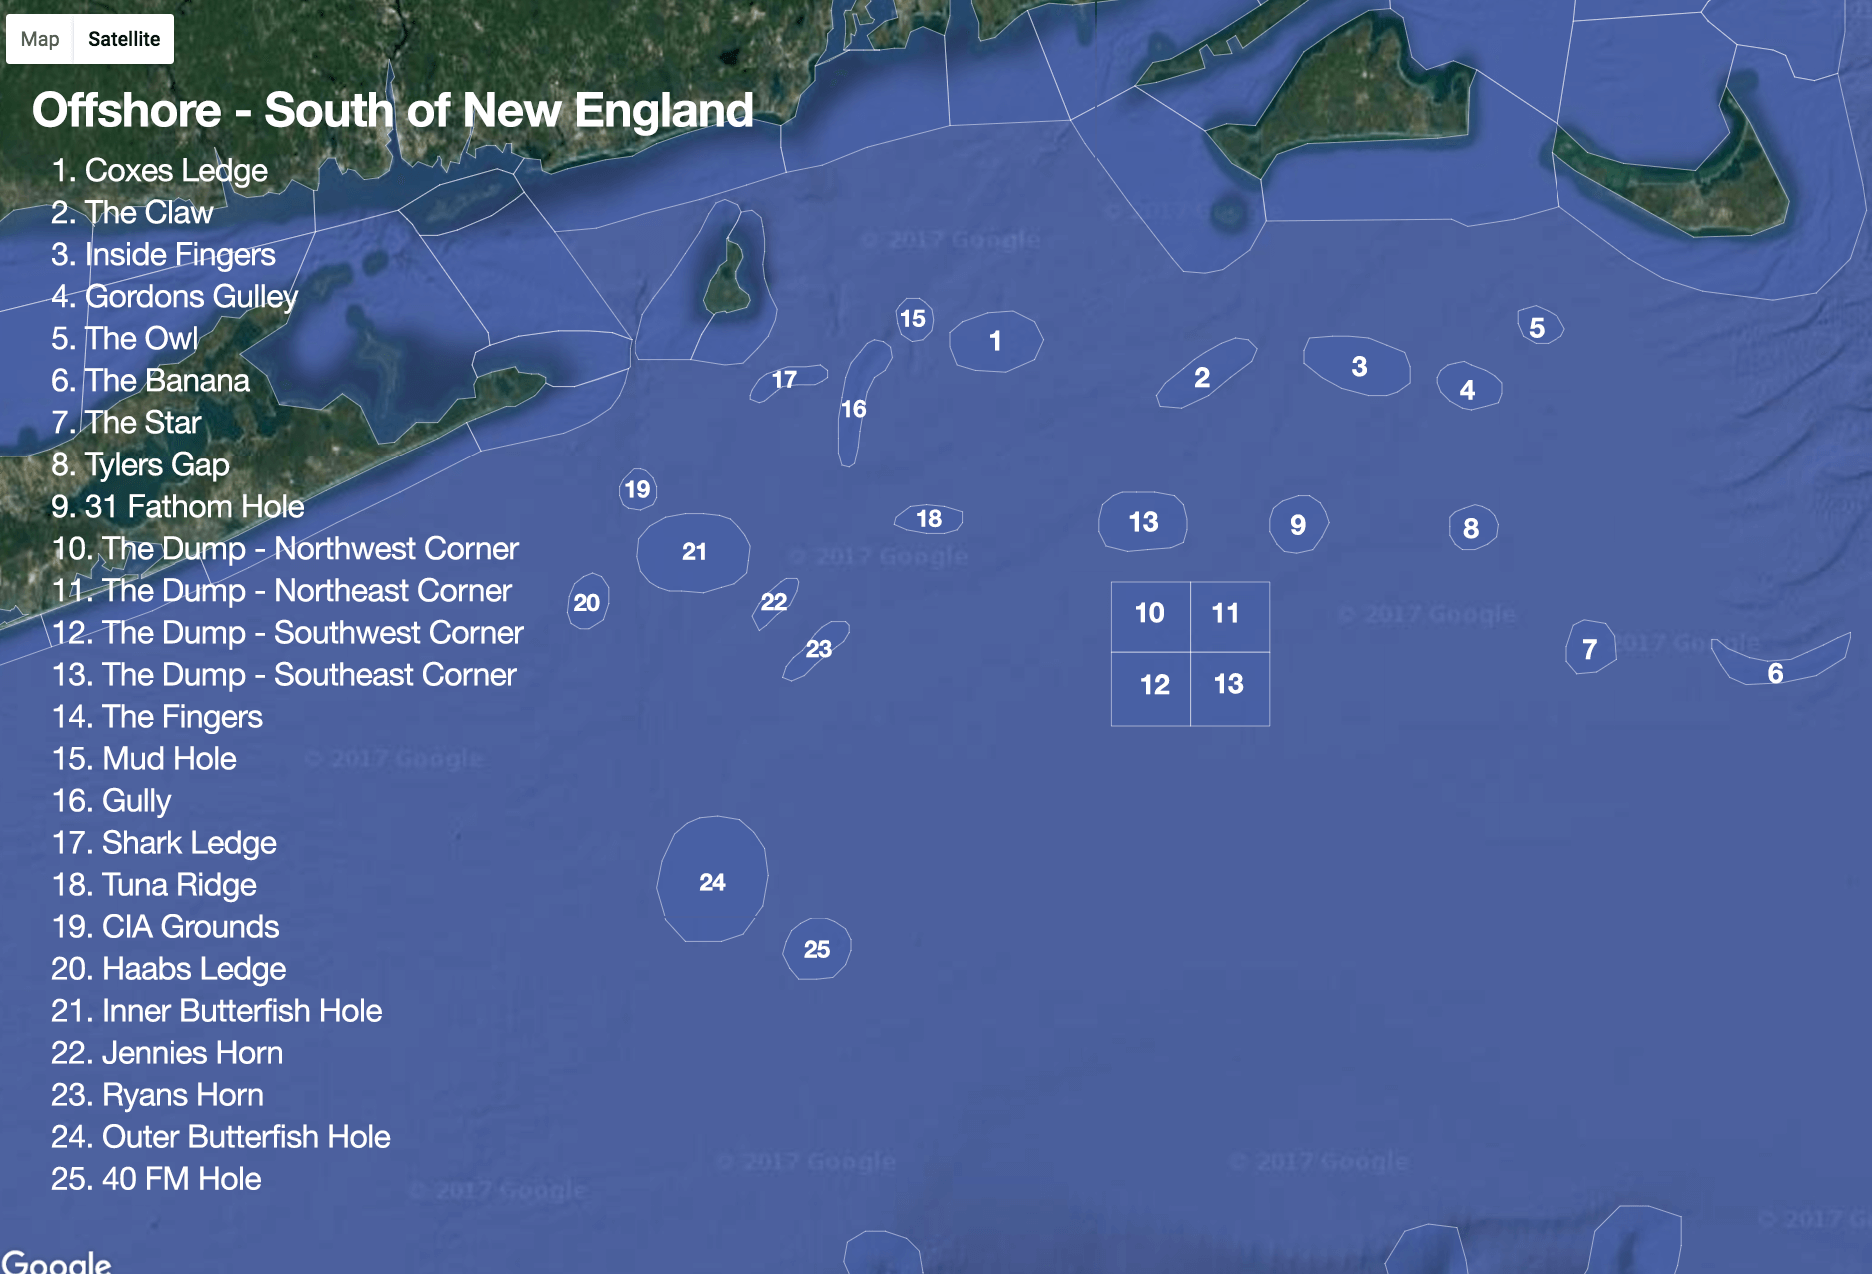 Map Satellite
Offshore - South of New England
1. Coxes Ledge
2. The Claw
3. Inside Fingers
4. Gordons Gulley
5. The Owl
6. The Banana
7. The Star
8. Tylers Gap
9. 31 Fathom Hole
10. The Dump - Northwest Corner
11. The Dump - Northeast Corner
12. The Dump - Southwest Corner
13. The Dump - Southeast Corner
14. The Fingers
15. Mud Hole
16. Gully
17. Shark Ledge
18. Tuna Ridge
19. CIA Grounds
20. Haabs Ledge
21. Inner Butterfish Hole
22. Jennies Horn
23. Ryans Horn
24. Outer Butterfish Hole
25. 40 FM Hole
© 2017 Google
15
1
5
17
2
3
4
16
19
18
13
9
8
21
© 2017 Google
20
22
10
11
© 2017 Google
23
7
2017 Google
6
12
13
© 2017 Google
24
25
© 2017 Google
© 2017 Google
© 2017 Google
© 2017
Google